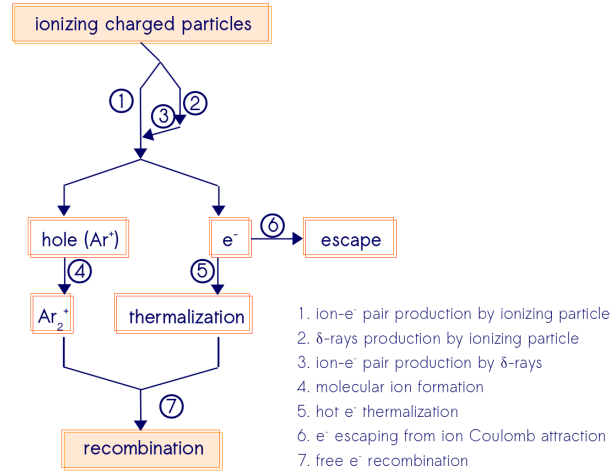 ionizing charged particles
1
2
3
hole (Ar⁺)
e⁻
6
escape
4
5
Ar₂⁺
thermalization
7
recombination
1. ion-e⁻ pair production by ionizing particle
2. δ-rays production by ionizing particle
3. ion-e⁻ pair production by δ-rays
4. molecular ion formation
5. hot e⁻ thermalization
6. e⁻ escaping from ion Coulomb attraction
7. free e⁻ recombination